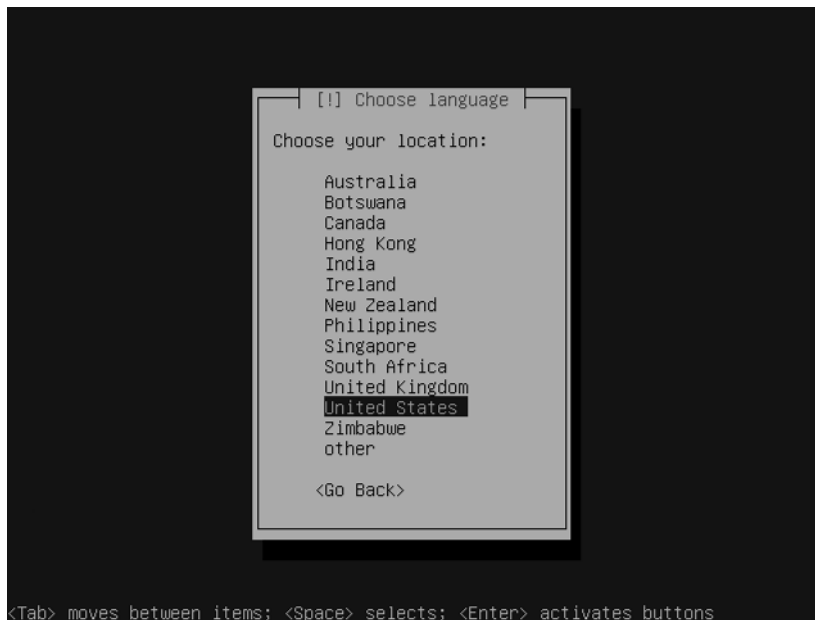 [!] Choose language
Choose your location:
Australia
Botswana
Canada
Hong Kong
India
Ireland
New Zealand
Philippines
Singapore
South Africa
United Kingdom
United States
Zimbabwe
other
<Go Back>
<Tab> moves between items; <Space> selects; <Enter> activates buttons